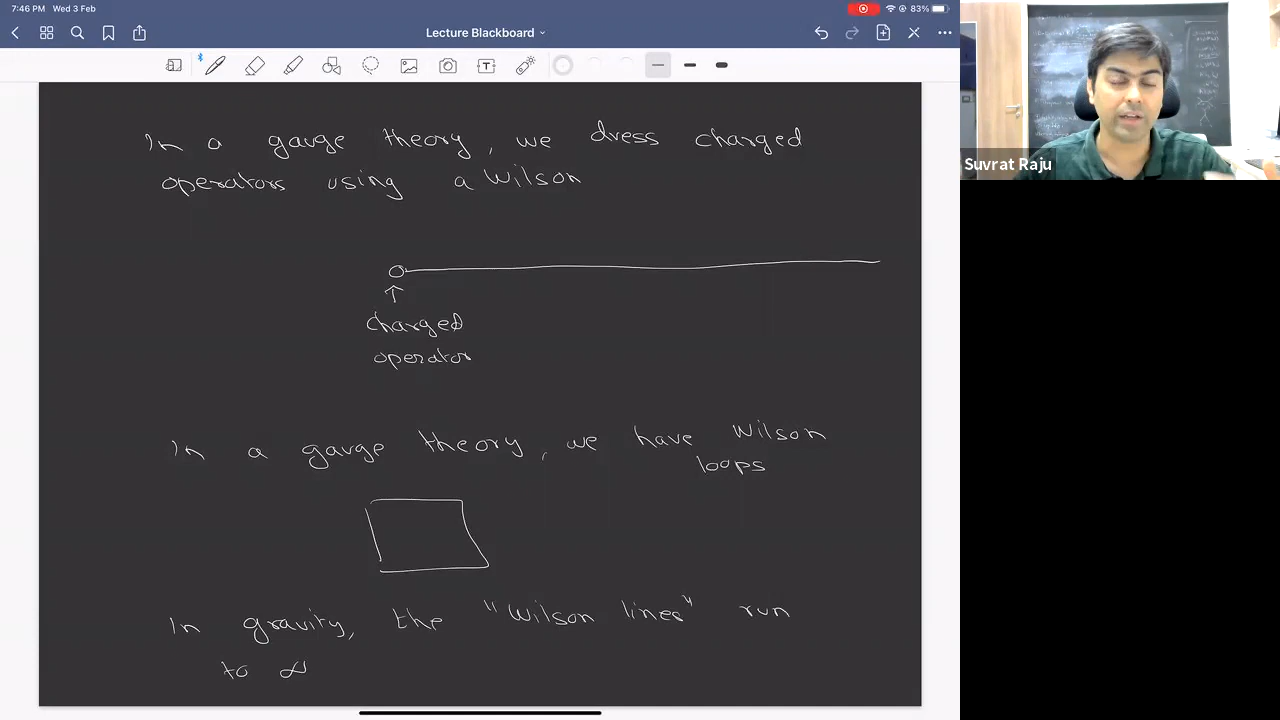 7:46 PM Wed 3 Feb
83%
Lecture Blackboard
In a gauge theory, we dress charged
operators using a Wilson
charged
operator
In a gauge theory, we have Wilson
loops
In gravity, the "Wilson lines" run
to ∞
Suvrat Raju